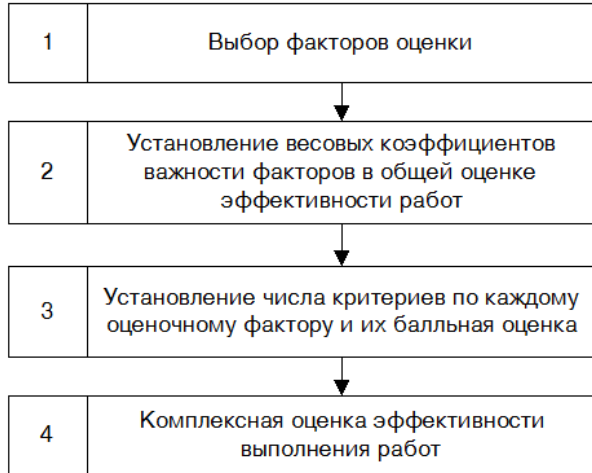 1
Выбор факторов оценки
2
Установление весовых коэффициентов
важности факторов в общей оценке
эффективности работ
3
Установление числа критериев по каждому
оценочному фактору и их балльная оценка
4
Комплексная оценка эффективности
выполнения работ